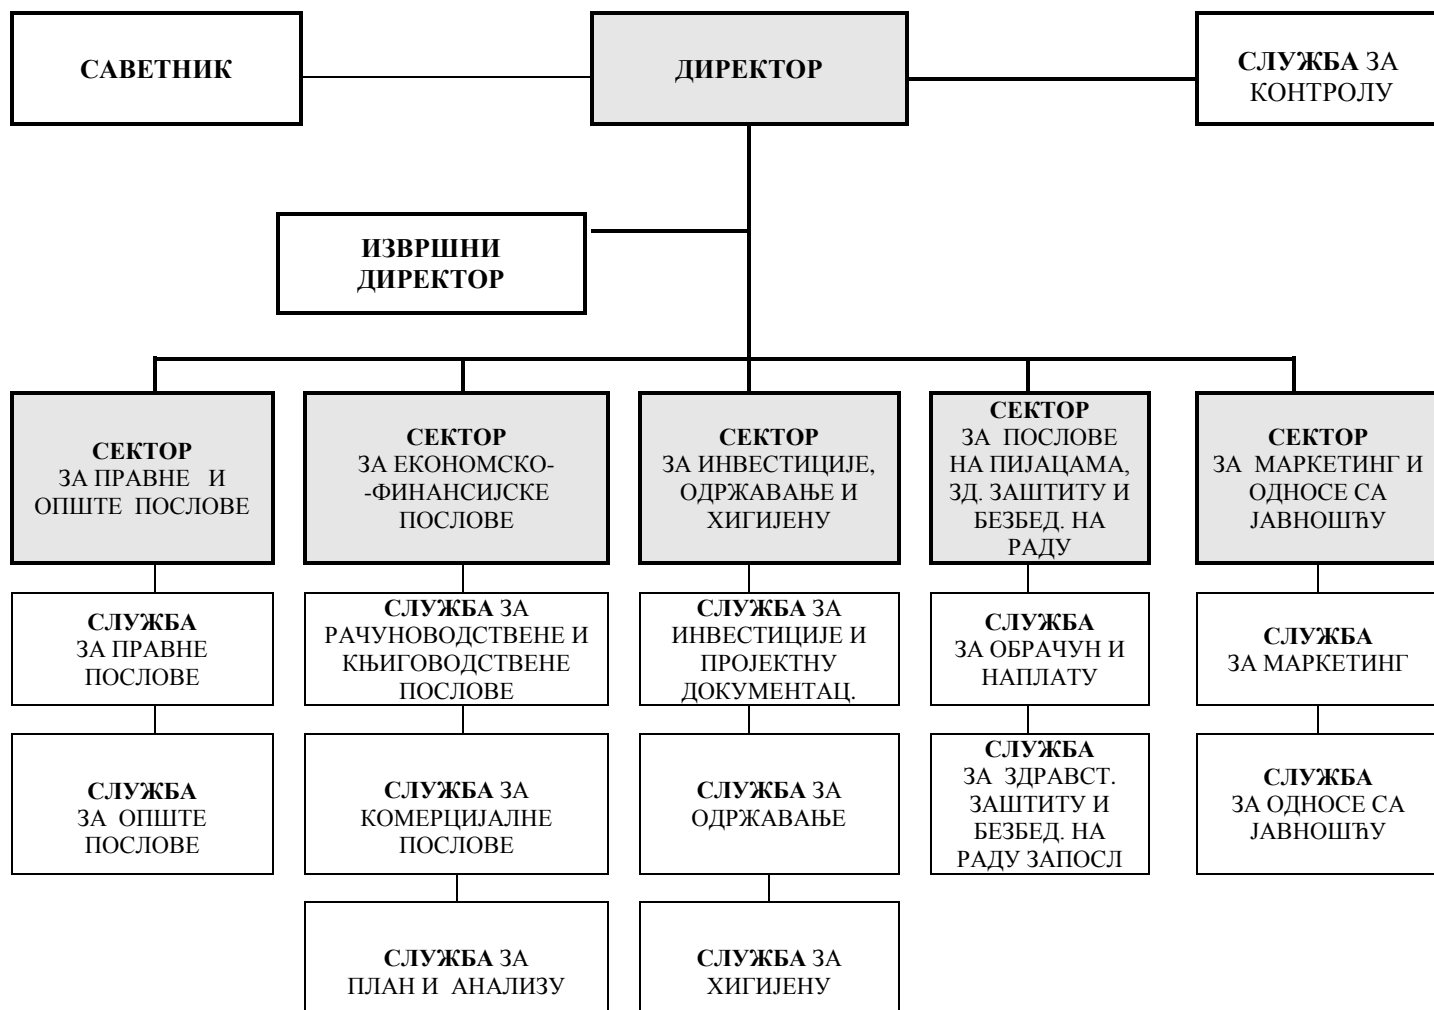 САВЕТНИК
ДИРЕКТОР
СЛУЖБА ЗА
КОНТРОЛУ
ИЗВРШНИ
ДИРЕКТОР
СЕКТОР
ЗА ПРАВНЕ И
ОПШТЕ ПОСЛОВЕ
СЕКТОР
ЗА ЕКОНОМСКО-
-ФИНАНСИЈСКЕ
ПОСЛОВЕ
СЕКТОР
ЗА ИНВЕСТИЦИЈЕ,
ОДРЖАВАЊЕ И
ХИГИЈЕНУ
СЕКТОР
ЗА ПОСЛОВЕ
НА ПИЈАЦАМА,
ЗД. ЗАШТИТУ И
БЕЗБЕД. НА
РАДУ
СЕКТОР
ЗА МАРКЕТИНГ И
ОДНОСЕ СА
ЈАВНОШЋУ
СЛУЖБА
ЗА ПРАВНЕ
ПОСЛОВЕ
СЛУЖБА ЗА
РАЧУНОВОДСТВЕНЕ И
КЊИГОВОДСТВЕНЕ
ПОСЛОВЕ
СЛУЖБА ЗА
ИНВЕСТИЦИЈЕ И
ПРОЈЕКТНУ
ДОКУМЕНТАЦ.
СЛУЖБА
ЗА ОБРАЧУН И
НАПЛАТУ
СЛУЖБА
ЗА МАРКЕТИНГ
СЛУЖБА
ЗА ОПШТЕ
ПОСЛОВЕ
СЛУЖБА ЗА
КОМЕРЦИЈАЛНЕ
ПОСЛОВЕ
СЛУЖБА ЗА
ОДРЖАВАЊЕ
СЛУЖБА
ЗА ЗДРАВСТ.
ЗАШТИТУ И
БЕЗБЕД. НА
РАДУ ЗАПОСЛ
СЛУЖБА
ЗА ОДНОСЕ СА
ЈАВНОШЋУ
СЛУЖБА ЗА
ПЛАН И АНАЛИЗУ
СЛУЖБА ЗА
ХИГИЈЕНУ